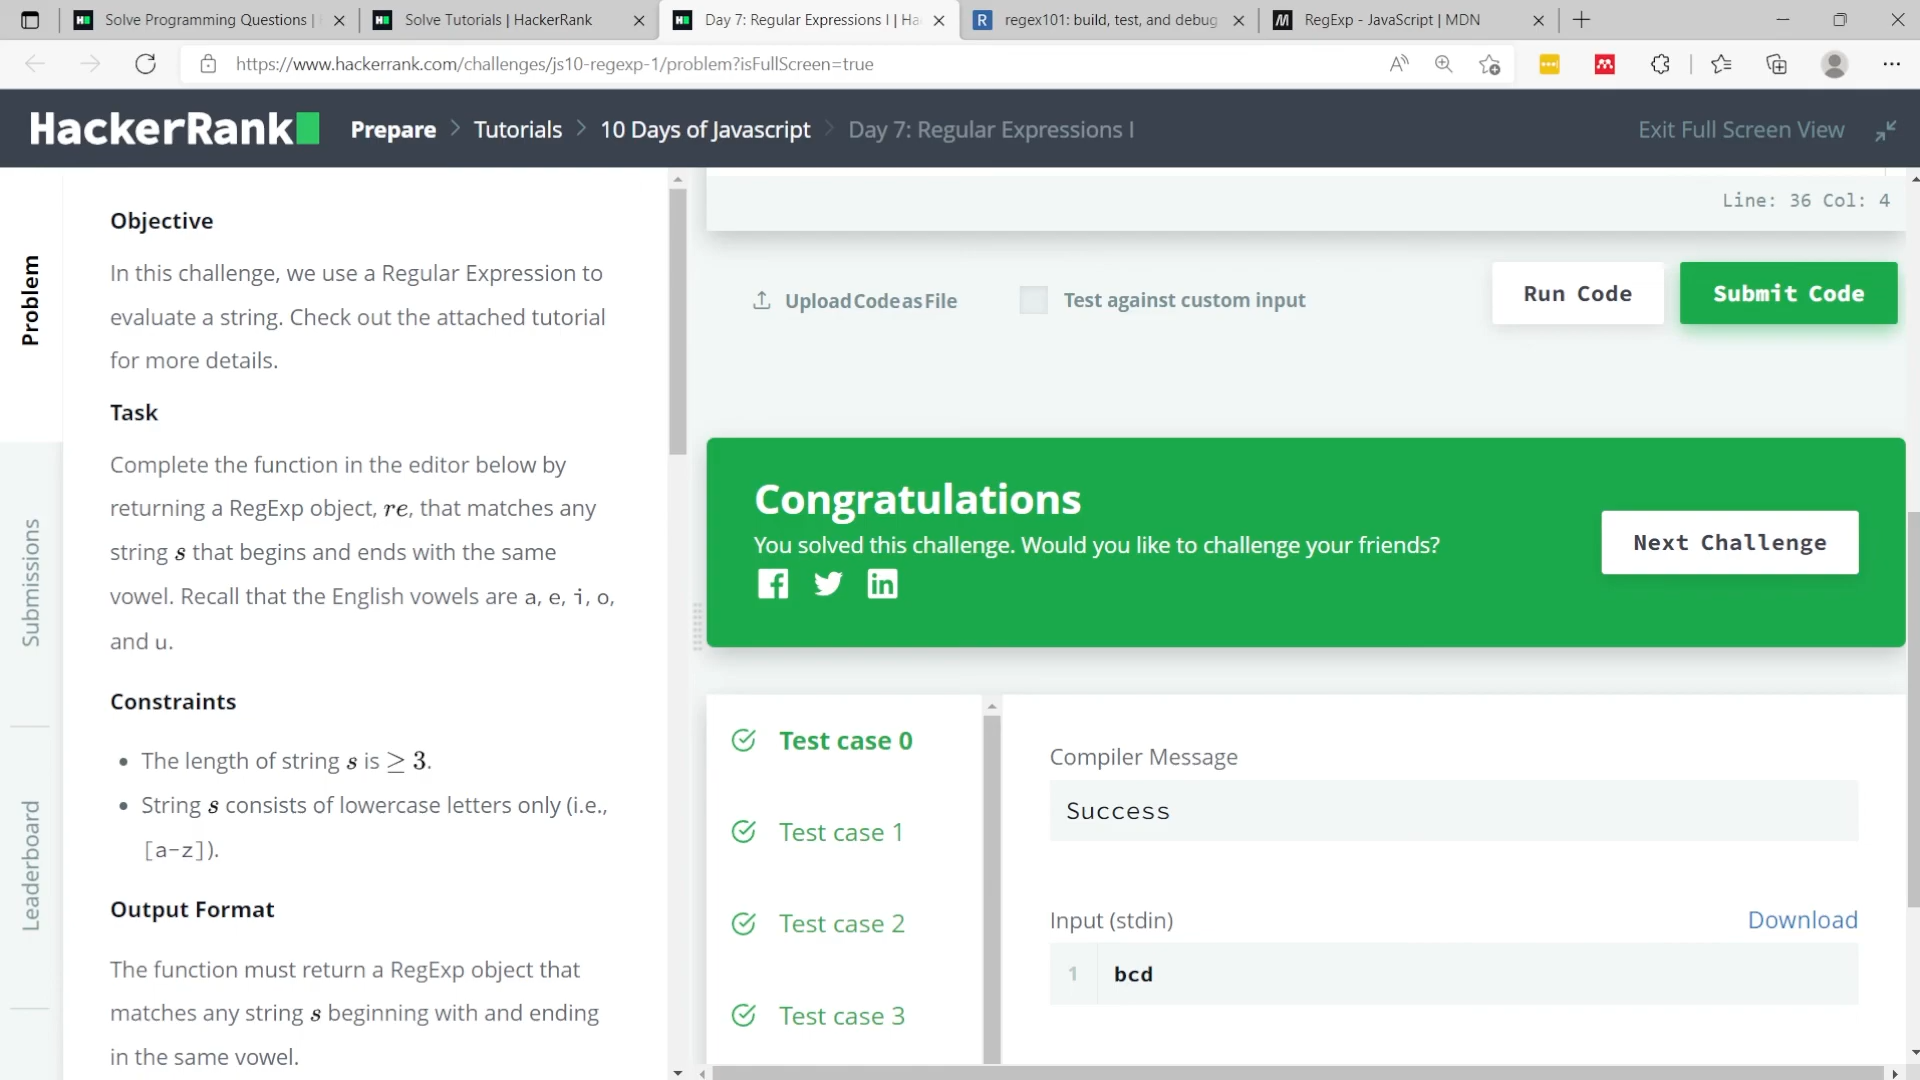 Solve Programming Questions |
Solve Tutorials | HackerRank
Day 7: Regular Expressions I | Ha
regex101: build, test, and debug
RegExp - JavaScript | MDN
https://www.hackerrank.com/challenges/js10-regexp-1/problem?isFullScreen=true
HackerRank
Prepare > Tutorials > 10 Days of Javascript > Day 7: Regular Expressions I
Exit Full Screen View
Problem
Submissions
Leaderboard
Objective
In this challenge, we use a Regular Expression to
evaluate a string. Check out the attached tutorial
for more details.
Task
Complete the function in the editor below by
returning a RegExp object, re, that matches any
string s that begins and ends with the same
vowel. Recall that the English vowels are a, e, i, o,
and u.
Constraints
• The length of string s is ≥ 3.
• String s consists of lowercase letters only (i.e.,
[a-z]).
Output Format
The function must return a RegExp object that
matches any string s beginning with and ending
in the same vowel.
Line: 36 Col: 4
Upload Code as File
Test against custom input
Run Code
Submit Code
Congratulations
You solved this challenge. Would you like to challenge your friends?
Next Challenge
Test case 0
Test case 1
Test case 2
Test case 3
Compiler Message
Success
Input (stdin)
Download
1 bcd